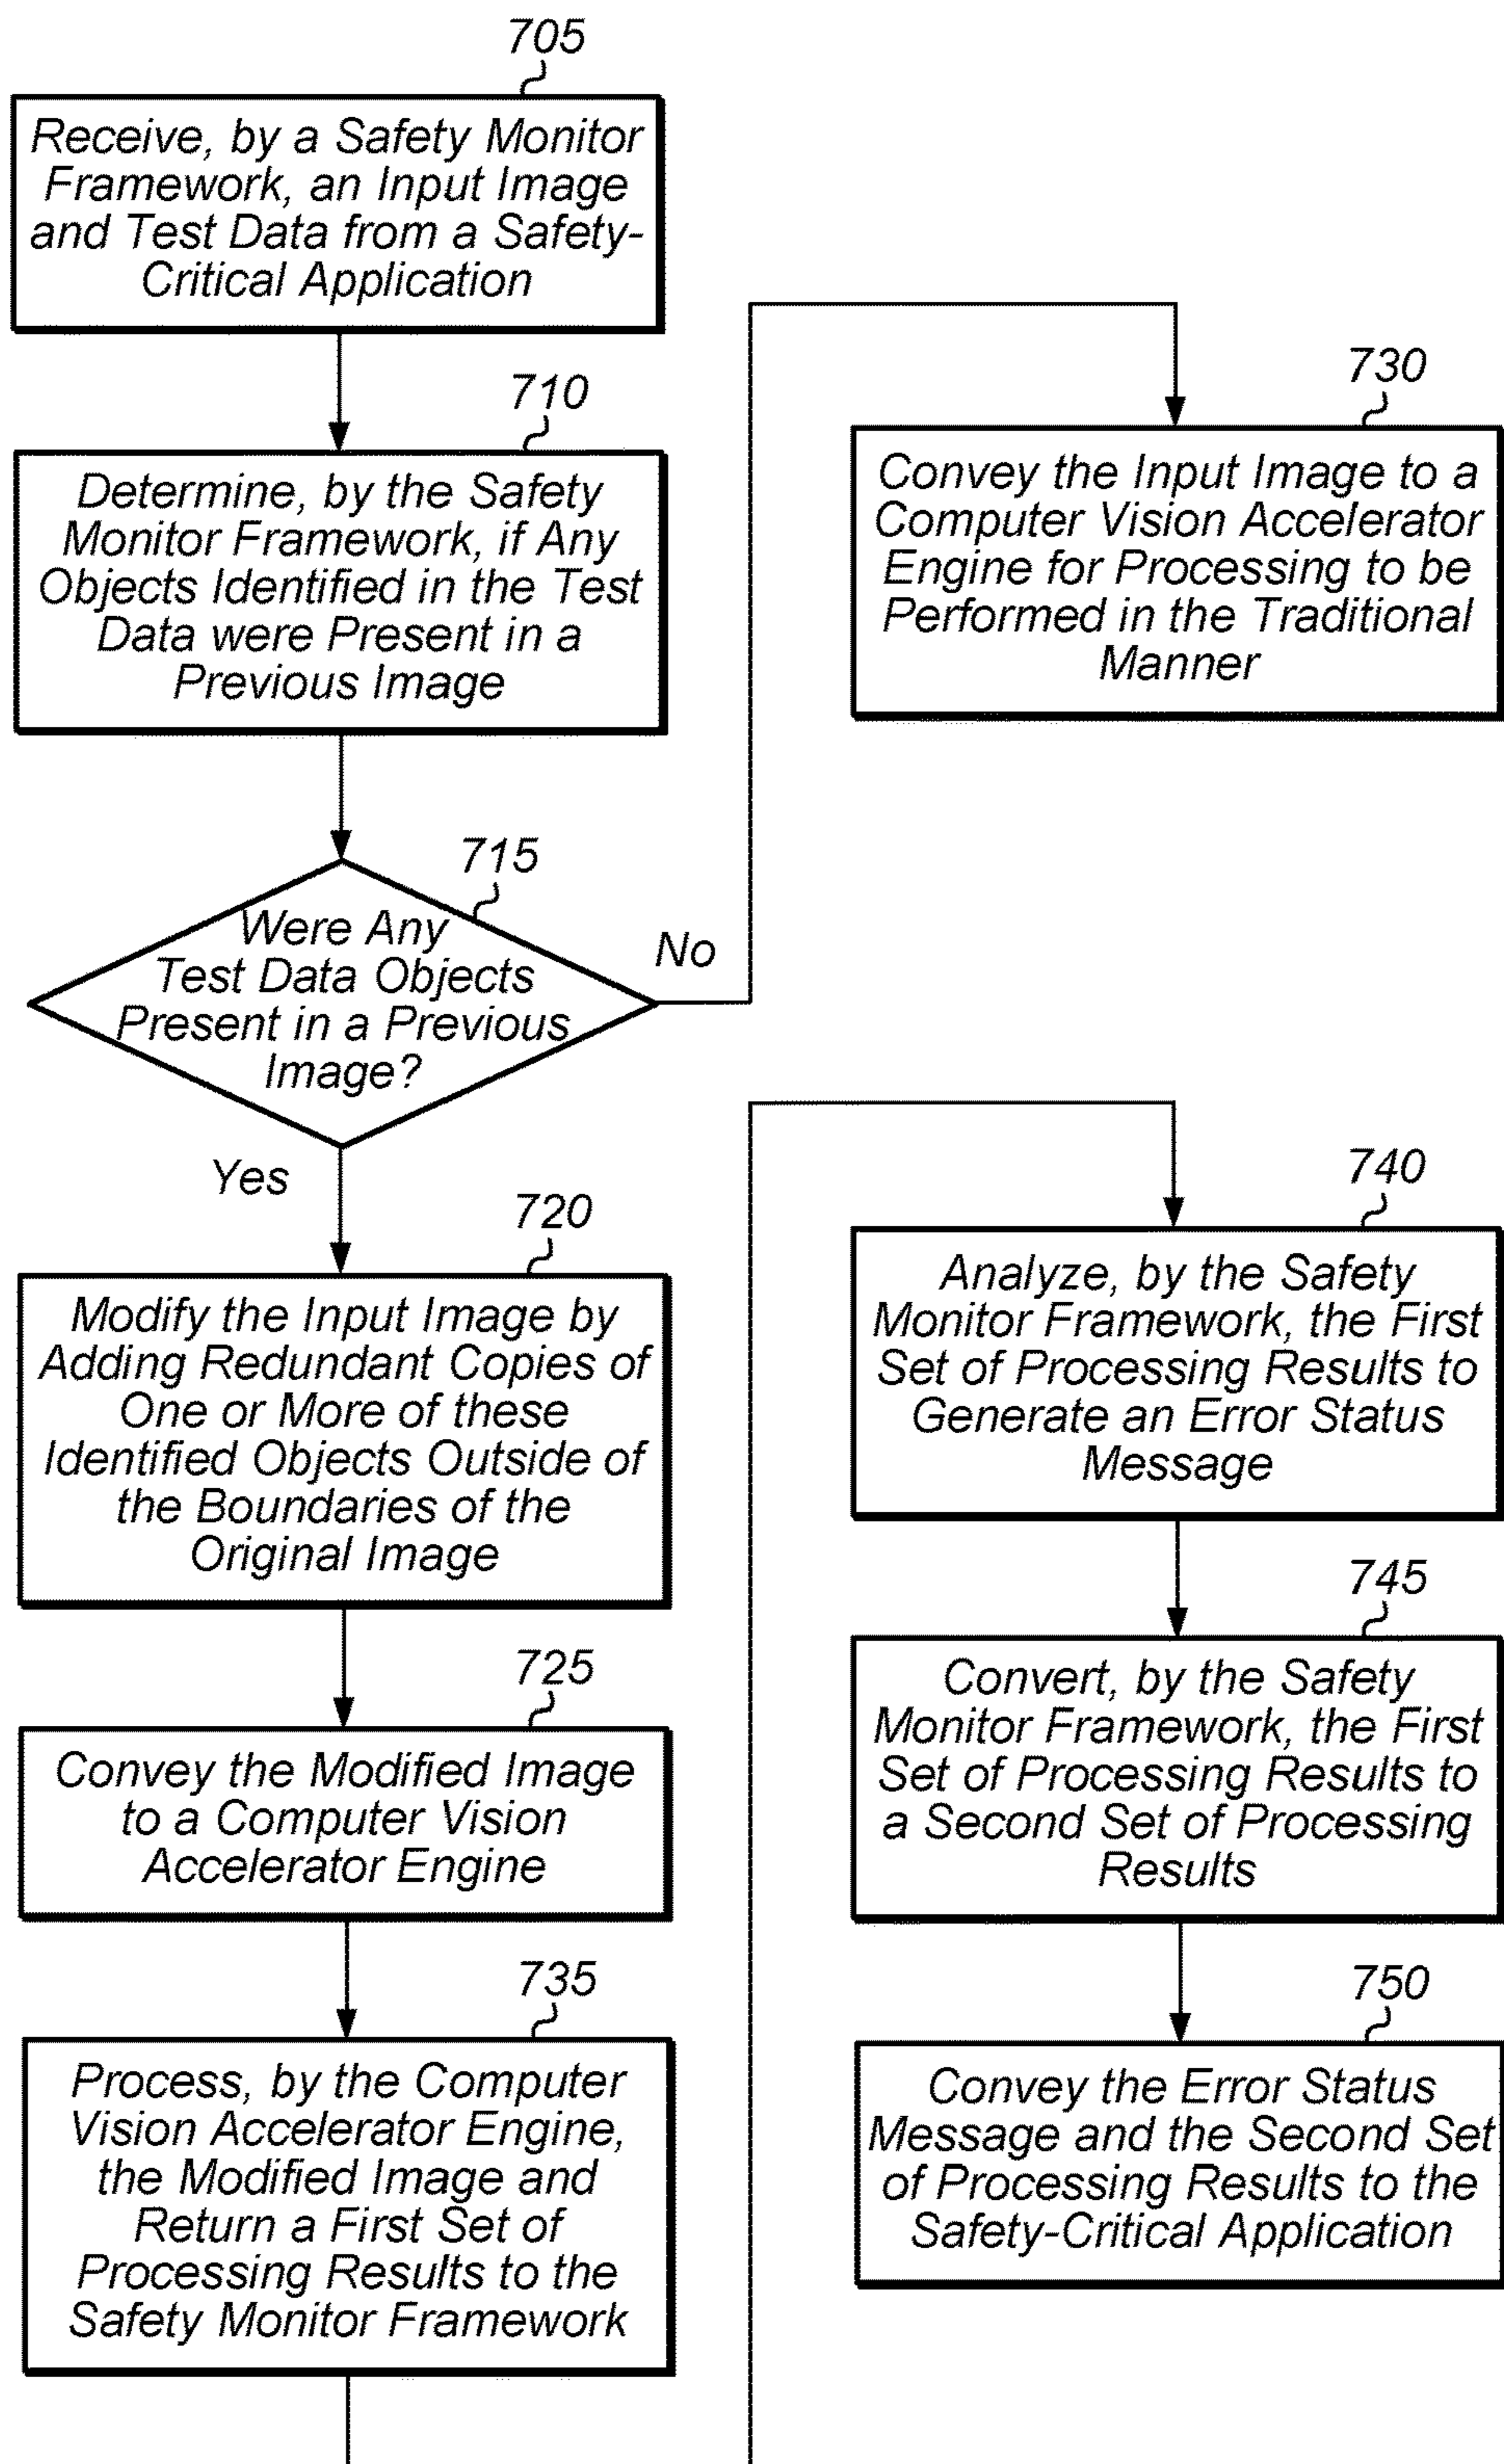 705
Receive, by a Safety Monitor
Framework, an Input Image
and Test Data from a Safety-
Critical Application
710
Determine, by the Safety
Monitor Framework, if Any
Objects Identified in the Test
Data were Present in a
Previous Image
715
Were Any
Test Data Objects
Present in a Previous
Image?
No
Yes
730
Convey the Input Image to a
Computer Vision Accelerator
Engine for Processing to be
Performed in the Traditional
Manner
720
Modify the Input Image by
Adding Redundant Copies of
One or More of these
Identified Objects Outside of
the Boundaries of the
Original Image
725
Convey the Modified Image
to a Computer Vision
Accelerator Engine
735
Process, by the Computer
Vision Accelerator Engine,
the Modified Image and
Return a First Set of
Processing Results to the
Safety Monitor Framework
740
Analyze, by the Safety
Monitor Framework, the First
Set of Processing Results to
Generate an Error Status
Message
745
Convert, by the Safety
Monitor Framework, the First
Set of Processing Results to
a Second Set of Processing
Results
750
Convey the Error Status
Message and the Second Set
of Processing Results to the
Safety-Critical Application